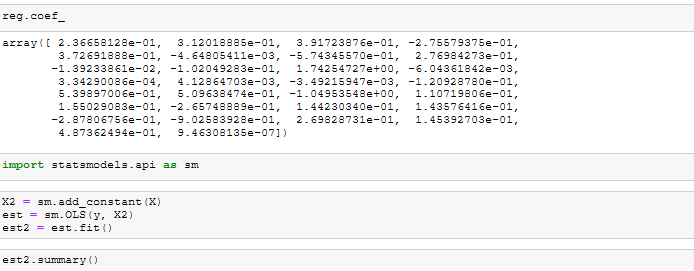 reg.coef_
array([ 2.36658128e-01, 3.12018885e-01, 3.91723876e-01, -2.75579375e-01,
3.72691888e-01, -4.64805411e-03, -5.74345570e-01, 2.76984273e-01,
-1.39233861e-02, -1.02049283e-01, 1.74254727e+00, -6.04361842e-03,
3.34290086e-04, 4.12864703e-03, -3.49215947e-03, -1.20928780e-01,
5.39897006e-01, 5.09638474e-01, -1.04953548e+00, 1.10719806e-01,
1.55029083e-01, -2.65748889e-01, 1.44230340e-01, 1.43576416e-01,
-2.87806756e-01, -9.02583928e-01, 2.69828731e-01, 1.45392703e-01,
4.87362494e-01, 9.46308135e-07])
import statsmodels.api as sm
X2 = sm.add_constant(X)
est = sm.OLS(y, X2)
est2 = est.fit()
est2.summary()